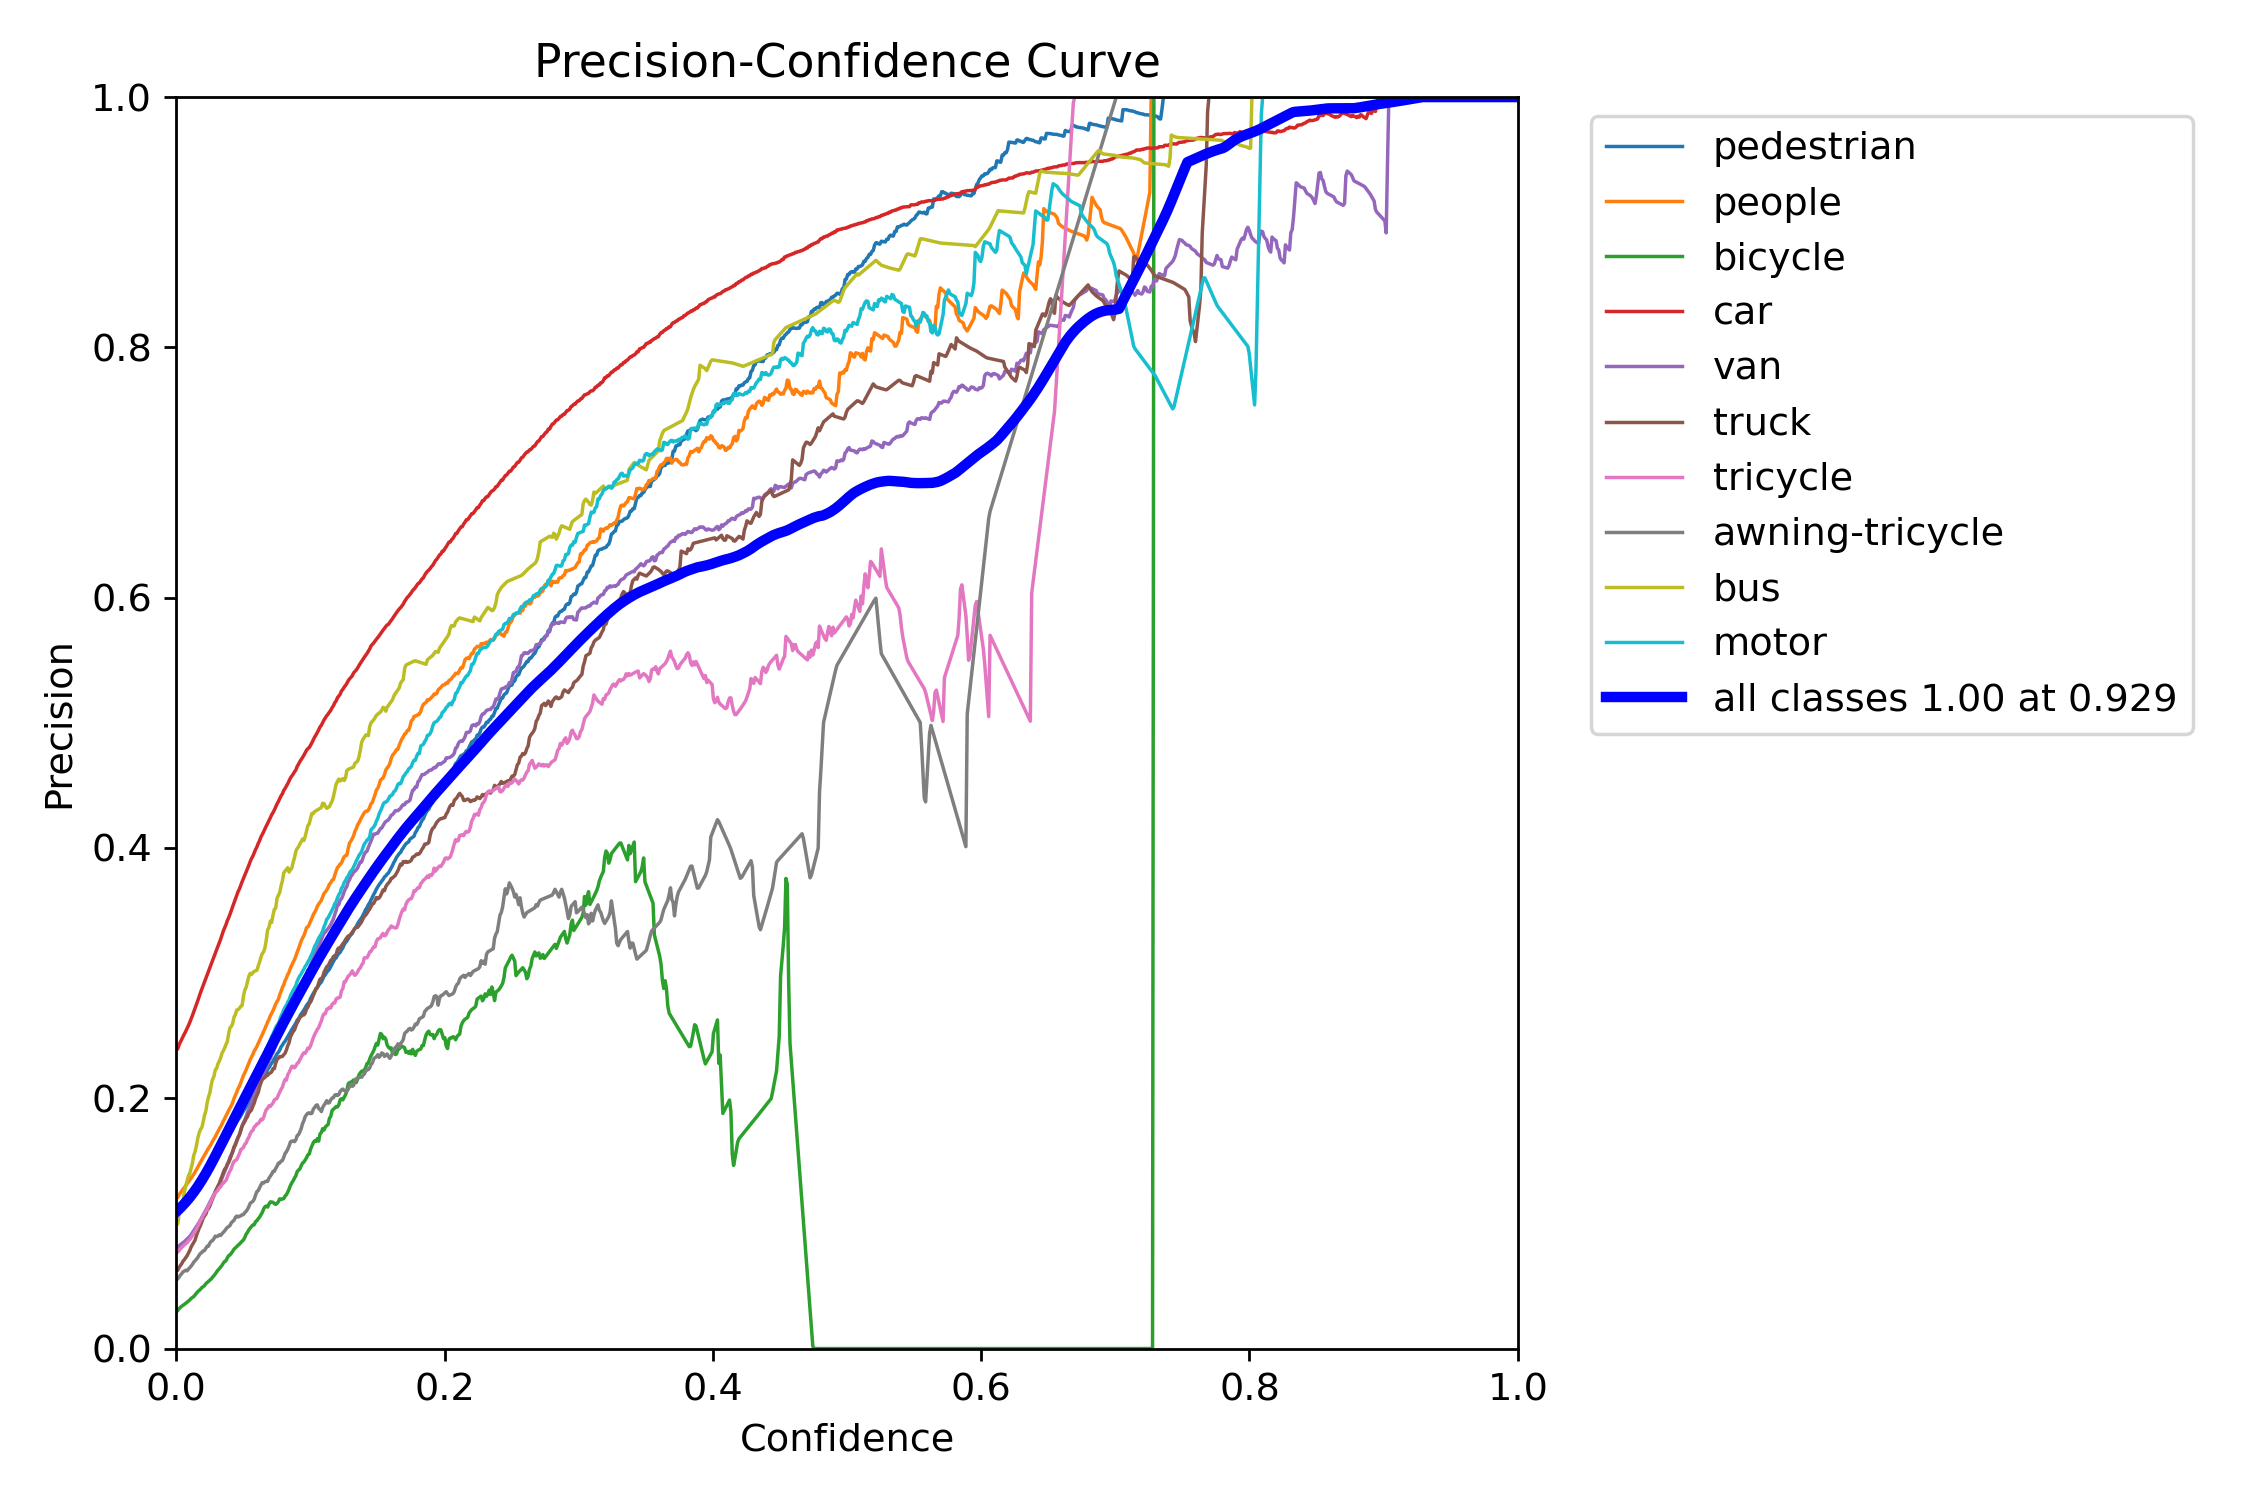 Precision-Confidence Curve
1.0
0.8
0.6
0.4
0.2
0.0
Precision
0.0 0.2 0.4 0.6 0.8 1.0
Confidence
pedestrian
people
bicycle
car
van
truck
tricycle
awning-tricycle
bus
motor
all classes 1.00 at 0.929